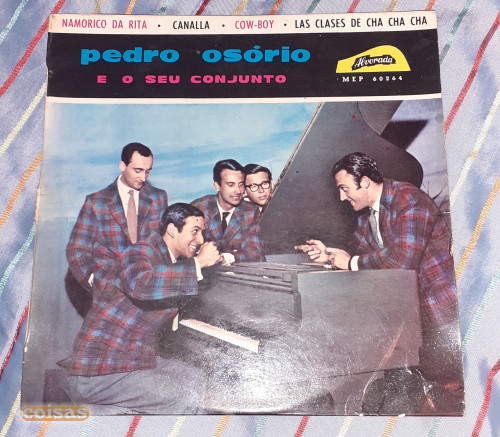 NAMORICO DA RITA • CANALLA • COW-BOY • LAS CLASES DE CHA CHA CHA
pedro osório
E O SEU CONJUNTO
Alvorada
MEP 60264
coisas